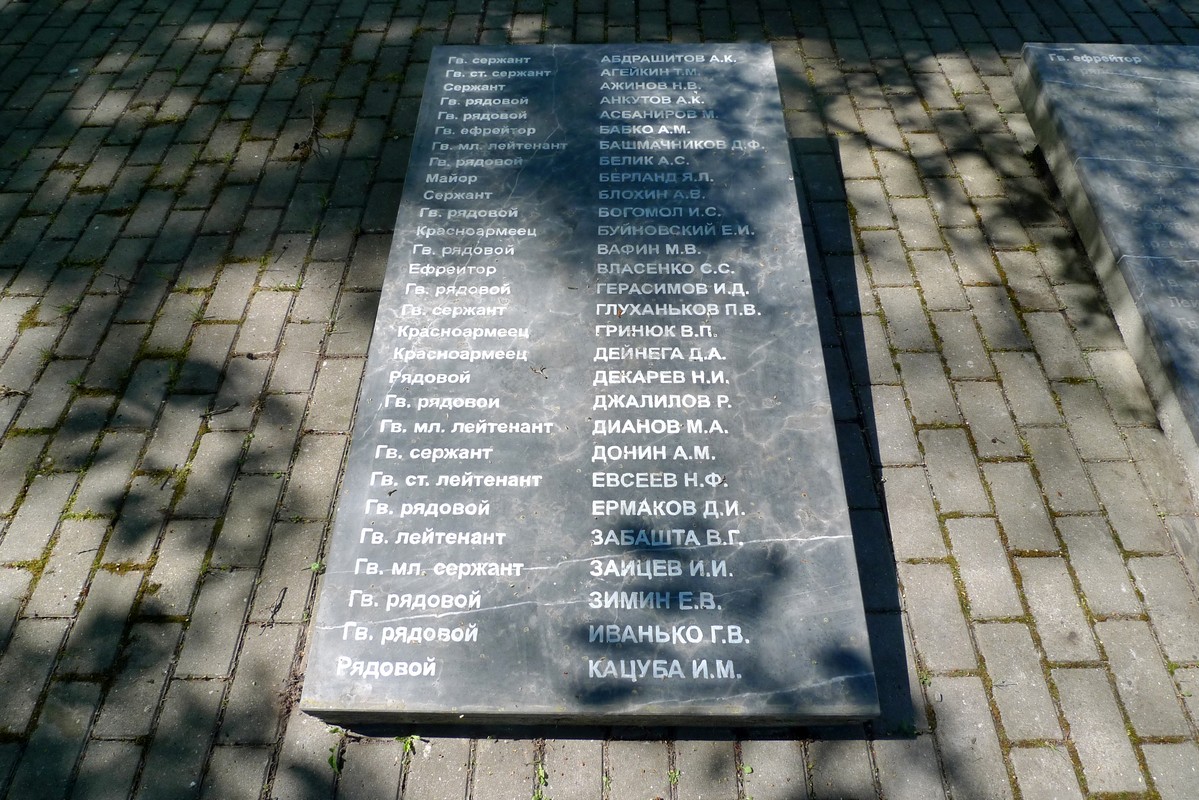 Гв. сержант АБДРАШИТОВ А.К.
Гв. ст. сержант АГЕЙКИН Т.М.
Сержант АЖИНОВ Н.В.
Гв. рядовой АНКУТОВ А.К.
Гв. рядовой АСБАНИРОВ М.
Гв. ефрейтор БАБКО А.М.
Гв. мл. лейтенант БАШМАЧНИКОВ Д.Ф.
Гв. рядовой БЕЛИК А.С.
Майор БЕРЛАНД Я.Л.
Сержант БЛОХИН А.В.
Гв. рядовой БОГОМОЛ И.С.
Красноармеец БУЙНОВСКИЙ Е.И.
Гв. рядовой ВАФИН М.В.
Ефрейтор ВЛАСЕНКО С.С.
Гв. рядовой ГЕРАСИМОВ И.Д.
Гв. сержант ГЛУХАНЬКОВ П.В.
Красноармеец ГРИНЮК В.П.
Красноармеец ДЕЙНЕГА Д.А.
Рядовой ДЕКАРЕВ Н.И.
Гв. рядовой ДЖАЛИЛОВ Р.
Гв. мл. лейтенант ДИАНОВ М.А.
Гв. сержант ДОНИН А.М.
Гв. ст. лейтенант ЕВСЕЕВ Н.Ф.
Гв. рядовой ЕРМАКОВ Д.И.
Гв. лейтенант ЗАБАШТА В.Г.
Гв. мл. сержант ЗАЙЦЕВ И.И.
Гв. рядовой ЗИМИН Е.В.
Гв. рядовой ИВАНЬКО Г.В.
Рядовой КАЦУБА И.М.
Гв. ефрейтор